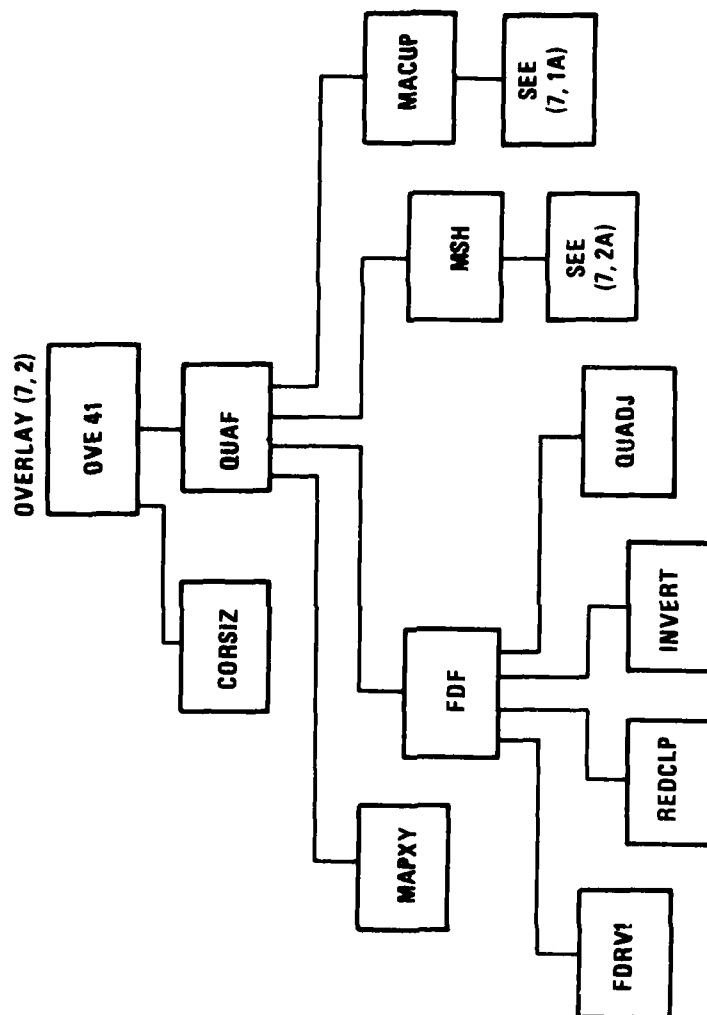 OVERLAY (7, 2)
OVE 41
CORSIZ
QUAF
MAPXY
FDF
MSH
MACUP
SEE
(7, 2A)
SEE
(7, 1A)
FDRV1
REDCLP
INVERT
QUADJ